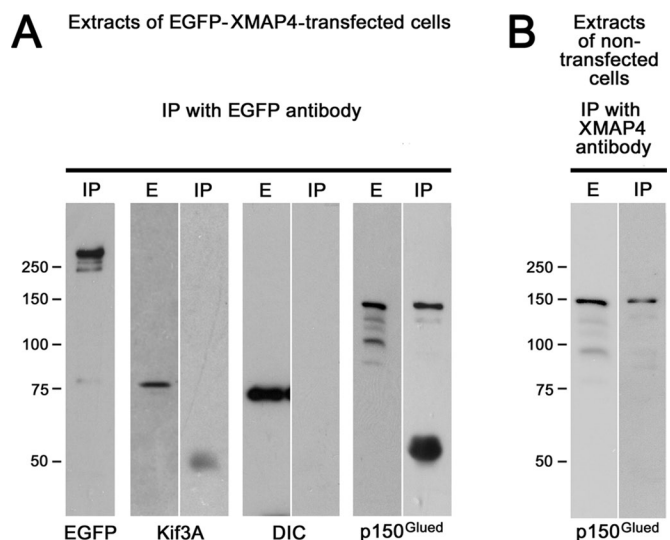 A
Extracts of EGFP-XMAP4-transfected cells
IP with EGFP antibody
IP
E
IP
E
IP
E
IP
250
150
100
75
50
EGFP
Kif3A
DIC
p150Glued
B
Extracts
of non-
transfected
cells
IP with
XMAP4
antibody
E
IP
250
150
100
75
50
p150Glued